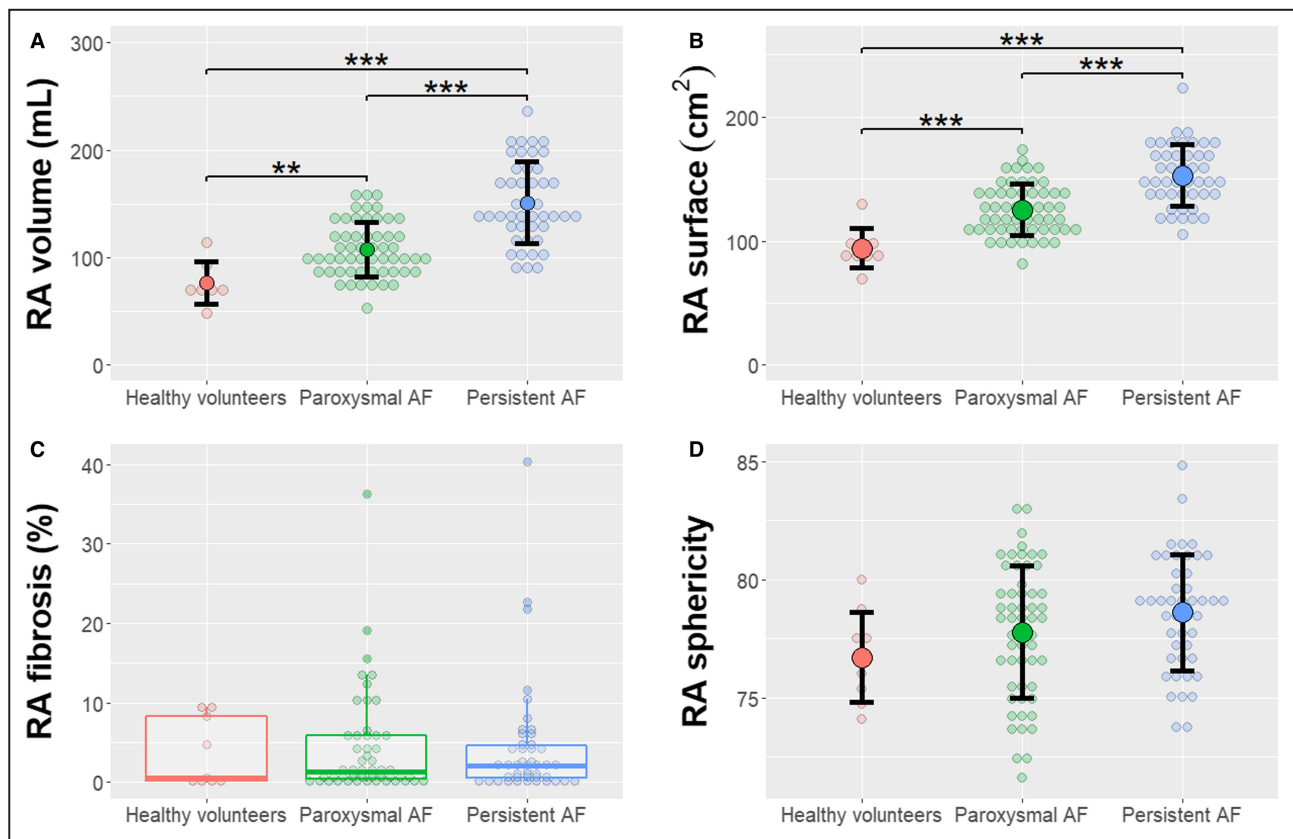 A
RA volume (mL)
300
200
100
0
***
***
**
Healthy volunteers Paroxysmal AF Persistent AF
B
RA surface (cm²)
200
100
0
***
***
***
Healthy volunteers Paroxysmal AF Persistent AF
C
RA fibrosis (%)
40
30
20
10
0
Healthy volunteers Paroxysmal AF Persistent AF
D
RA sphericity
85
80
75
Healthy volunteers Paroxysmal AF Persistent AF